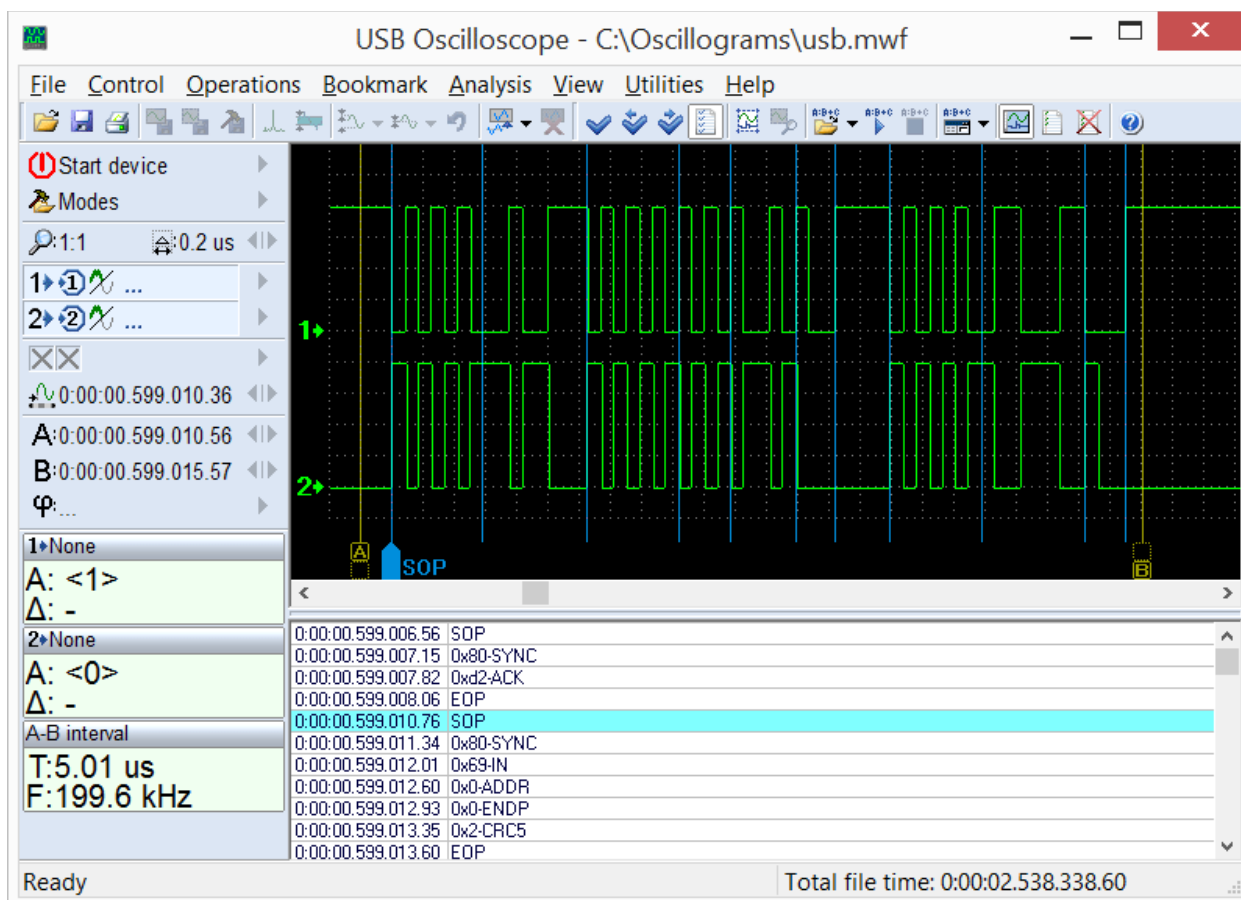 USB Oscilloscope - C:\Oscillograms\usb.mwf
File Control Operations Bookmark Analysis View Utilities Help
A:B+C A:B+C A:B+C A:B+C
Start device
Modes
:1:1 :0.2 us
1 1 ...
2 2 ...
0:00:00.599.010.36
A:0:00:00.599.010.56
B:0:00:00.599.015.57
φ:...
1 None
A: <1>
Δ: -
2 None
A: <0>
Δ: -
A-B interval
T:5.01 us
F:199.6 kHz
1
2
A SOP B
0:00:00.599.006.56 SOP
0:00:00.599.007.15 0x80-SYNC
0:00:00.599.007.82 0xd2-ACK
0:00:00.599.008.06 EOP
0:00:00.599.010.76 SOP
0:00:00.599.011.34 0x80-SYNC
0:00:00.599.012.01 0x69-IN
0:00:00.599.012.60 0x0-ADDR
0:00:00.599.012.93 0x0-ENDP
0:00:00.599.013.35 0x2-CRC5
0:00:00.599.013.60 EOP
Ready Total file time: 0:00:02.538.338.60